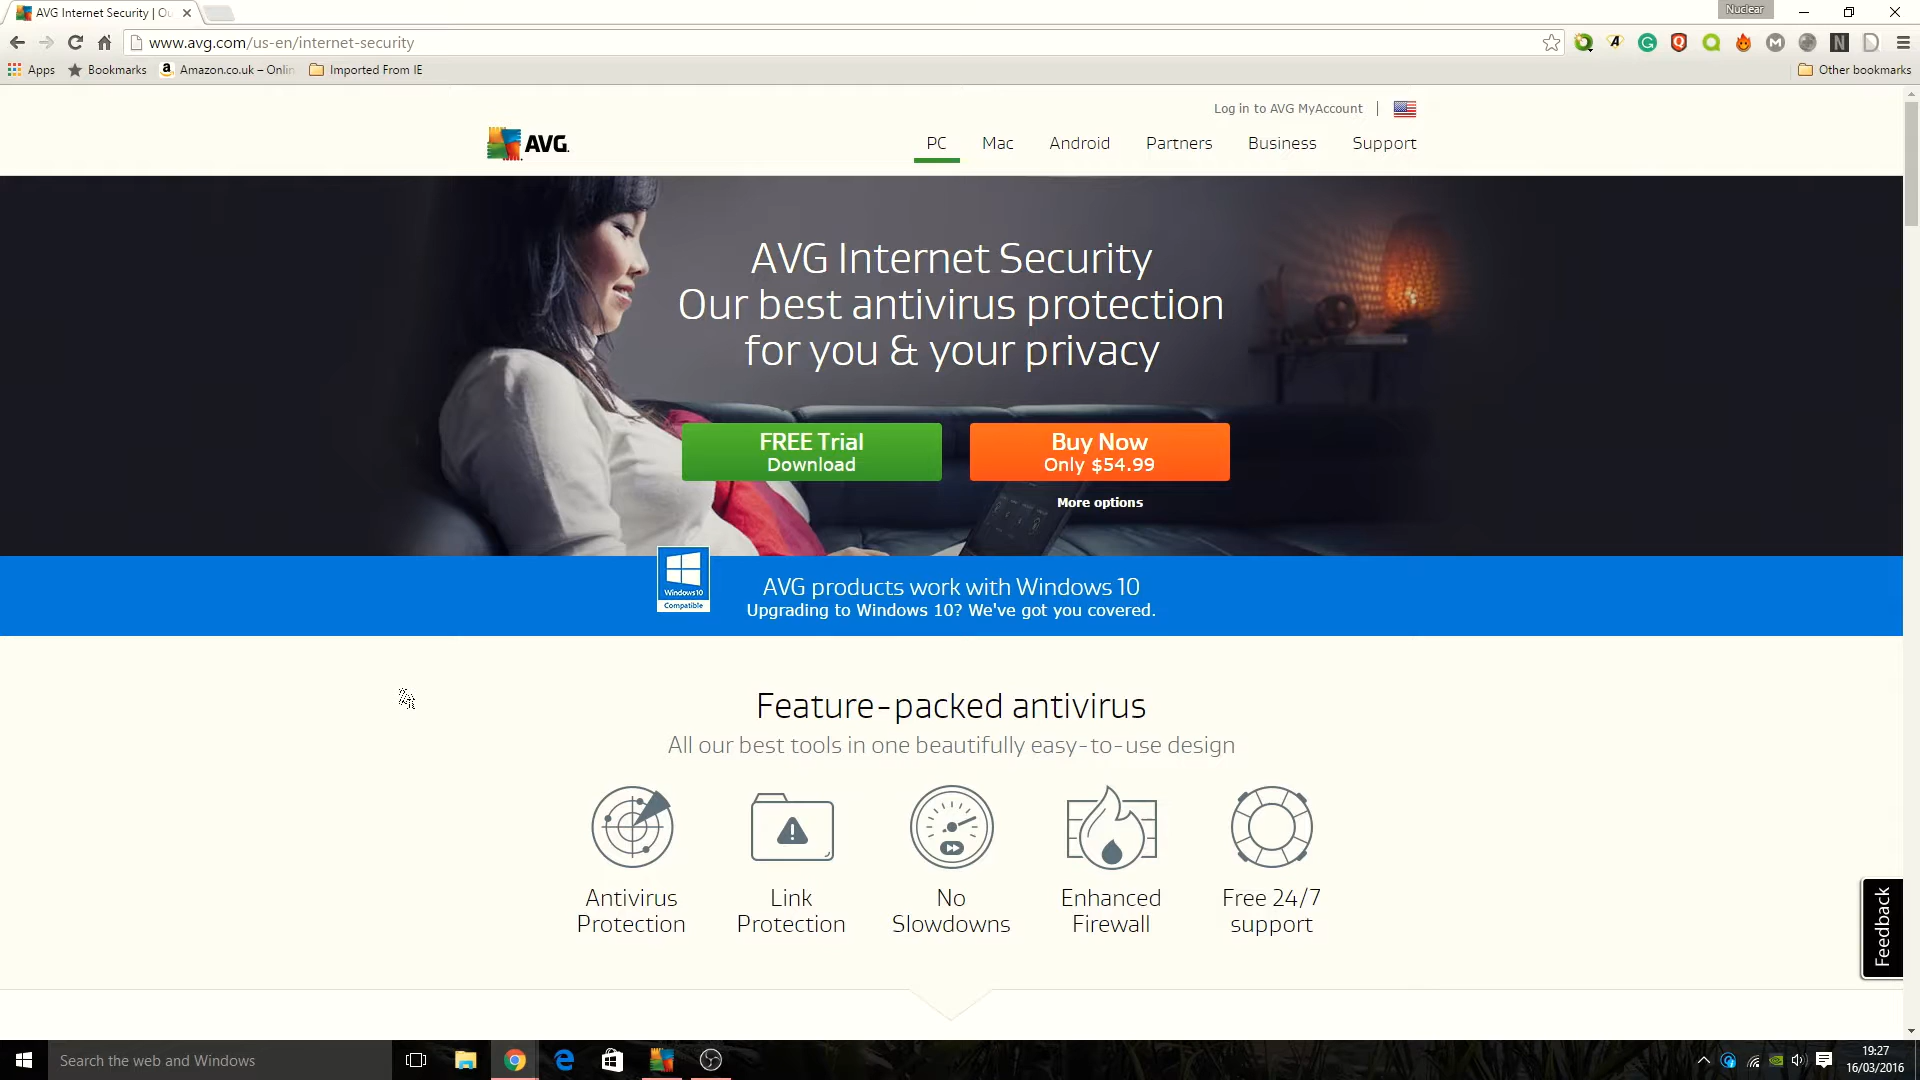 AVG Internet Security | Ou
Nuclear
www.avg.com/us-en/internet-security
Apps
Bookmarks
Amazon.co.uk – Onlin
Imported From IE
Other bookmarks
Log in to AVG MyAccount |
AVG.
PC
Mac
Android
Partners
Business
Support
AVG Internet Security
Our best antivirus protection
for you & your privacy
FREE Trial
Download
Buy Now
Only $54.99
More options
Windows 10
Compatible
AVG products work with Windows 10
Upgrading to Windows 10? We've got you covered.
Feature-packed antivirus
All our best tools in one beautifully easy-to-use design
Antivirus
Protection
Link
Protection
No
Slowdowns
Enhanced
Firewall
Free 24/7
support
Feedback
Search the web and Windows
19:27
16/03/2016